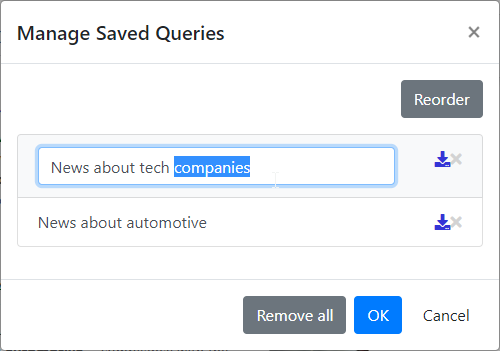 Manage Saved Queries
Reorder
News about tech companies
News about automotive
Remove all OK Cancel